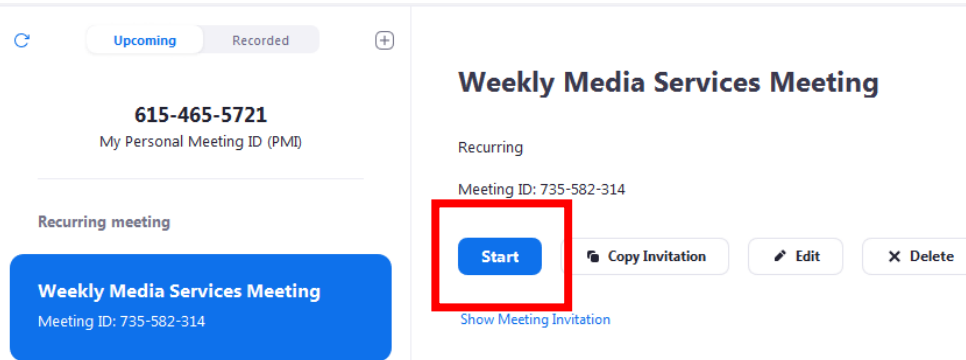 Upcoming
Recorded
615-465-5721
My Personal Meeting ID (PMI)
Recurring meeting
Weekly Media Services Meeting
Meeting ID: 735-582-314
Weekly Media Services Meeting
Recurring
Meeting ID: 735-582-314
Start
Copy Invitation
Edit
Delete
Show Meeting Invitation